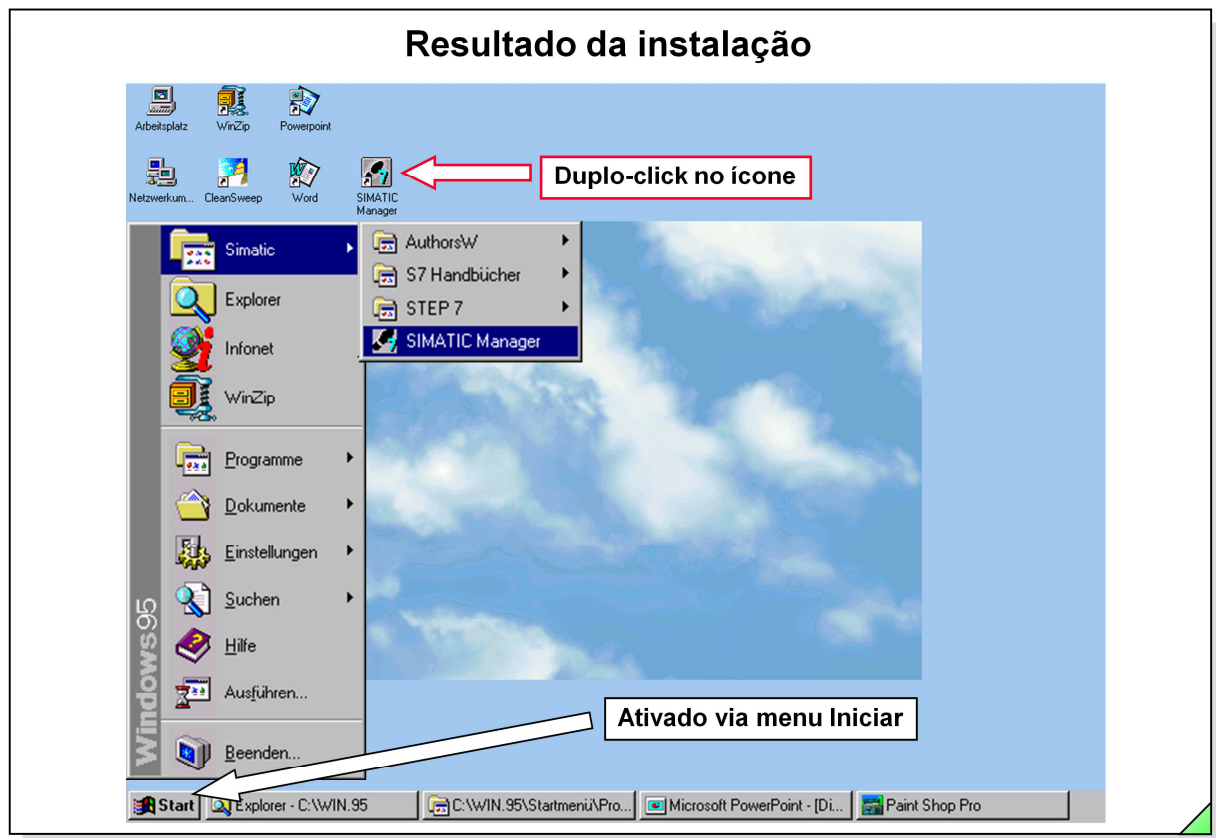 Resultado da instalação
Arbeitsplatz
WinZip
Powerpoint
Netzwerkum...
CleanSweep
Word
SIMATIC
Manager
Duplo-click no ícone
Simatic
Explorer
Infonet
WinZip
Programme
Dokumente
Einstellungen
Suchen
Hilfe
Ausführen...
Beenden...
Windows95
AuthorsW
S7 Handbücher
STEP 7
SIMATIC Manager
Ativado via menu Iniciar
Start
Explorer - C:\WIN.95
C:\WIN.95\Startmenü\Pro...
Microsoft PowerPoint - [Di...
Paint Shop Pro